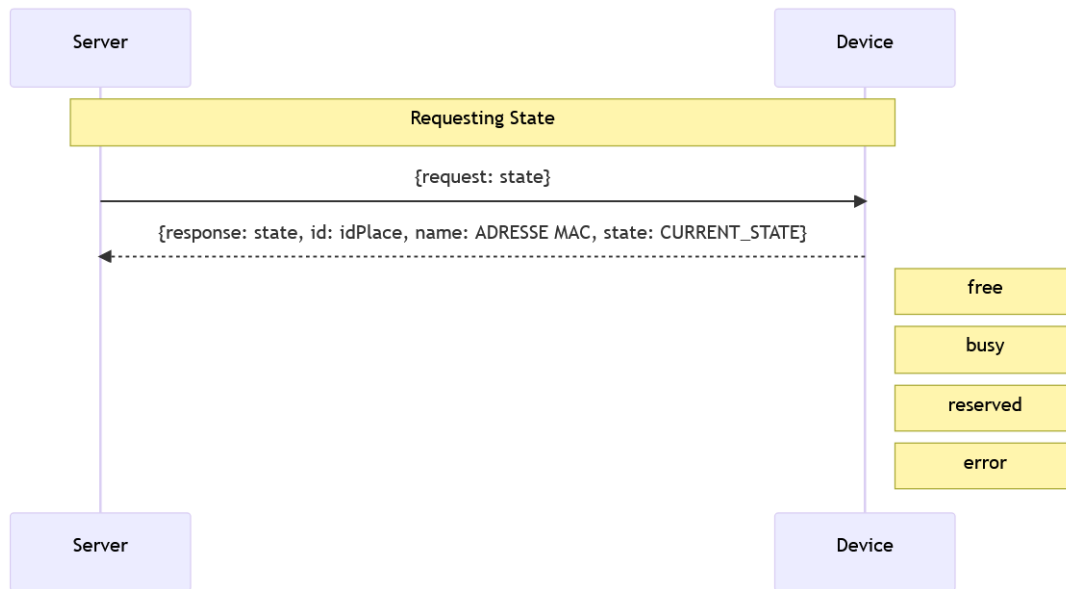 Server
Device
Requesting State
{request: state}
{response: state, id: idPlace, name: ADRESSE MAC, state: CURRENT_STATE}
free
busy
reserved
error
Server
Device